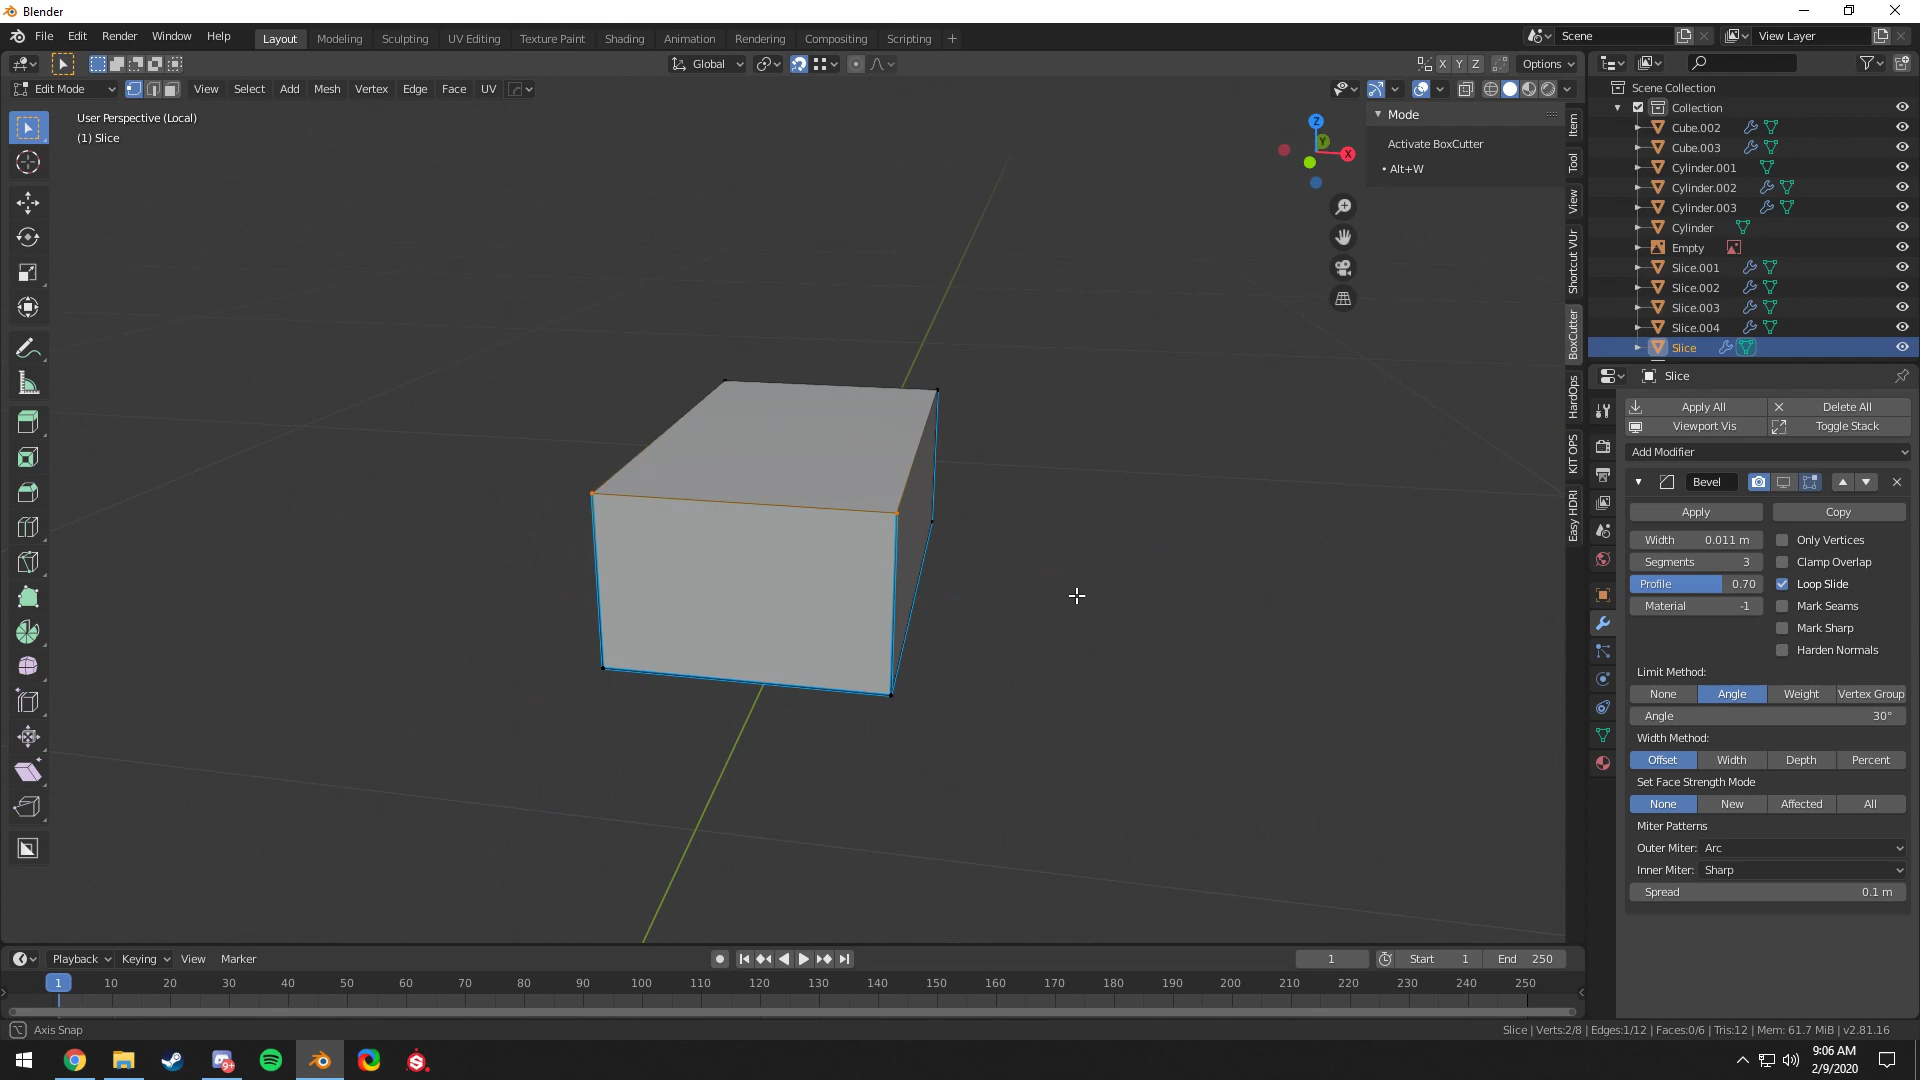 Blender
File Edit Render Window Help
Layout Modeling Sculpting UV Editing Texture Paint Shading Animation Rendering Compositing Scripting +
Scene
View Layer
Global
X Y Z
Options
Edit Mode View Select Add Mesh Vertex Edge Face UV
User Perspective (Local)
(1) Slice
Z
Y
X
Mode
Activate BoxCutter
• Alt+W
Item
Tool
View
Shortcut VUr
BoxCutter
HardOps
KIT OPS
Easy HDRI
Scene Collection
Collection
Cube.002
Cube.003
Cylinder.001
Cylinder.002
Cylinder.003
Cylinder
Empty
Slice.001
Slice.002
Slice.003
Slice.004
Slice
Slice
Apply All Delete All
Viewport Vis Toggle Stack
Add Modifier
Bevel
Apply Copy
Width 0.011 m Only Vertices
Segments 3 Clamp Overlap
Profile 0.70 Loop Slide
Material -1 Mark Seams
Mark Sharp
Harden Normals
Limit Method:
None Angle Weight Vertex Group
Angle 30°
Width Method:
Offset Width Depth Percent
Set Face Strength Mode
None New Affected All
Miter Patterns
Outer Miter: Arc
Inner Miter: Sharp
Spread 0.1 m
Playback Keying View Marker
1 Start 1 End 250
1 10 20 30 40 50 60 70 80 90 100 110 120 130 140 150 160 170 180 190 200 210 220 230 240 250
Axis Snap
Slice | Verts:2/8 | Edges:1/12 | Faces:0/6 | Tris:12 | Mem: 61.7 MiB | v2.81.16
9+
9:06 AM
2/9/2020